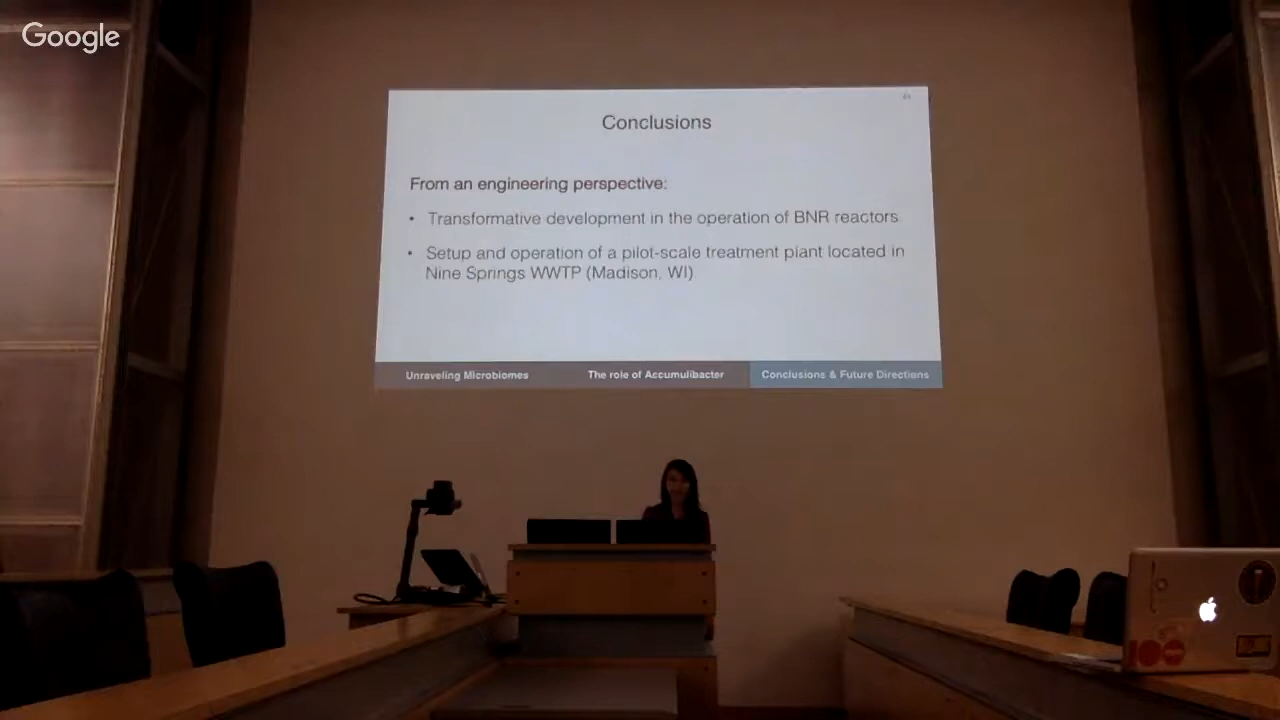 Google
Conclusions
From an engineering perspective:
• Transformative development in the operation of BNR reactors
• Setup and operation of a pilot-scale treatment plant located in
Nine Springs WWTP (Madison, WI)
Unraveling Microbiomes
The role of Accumulibacter
Conclusions & Future Directions